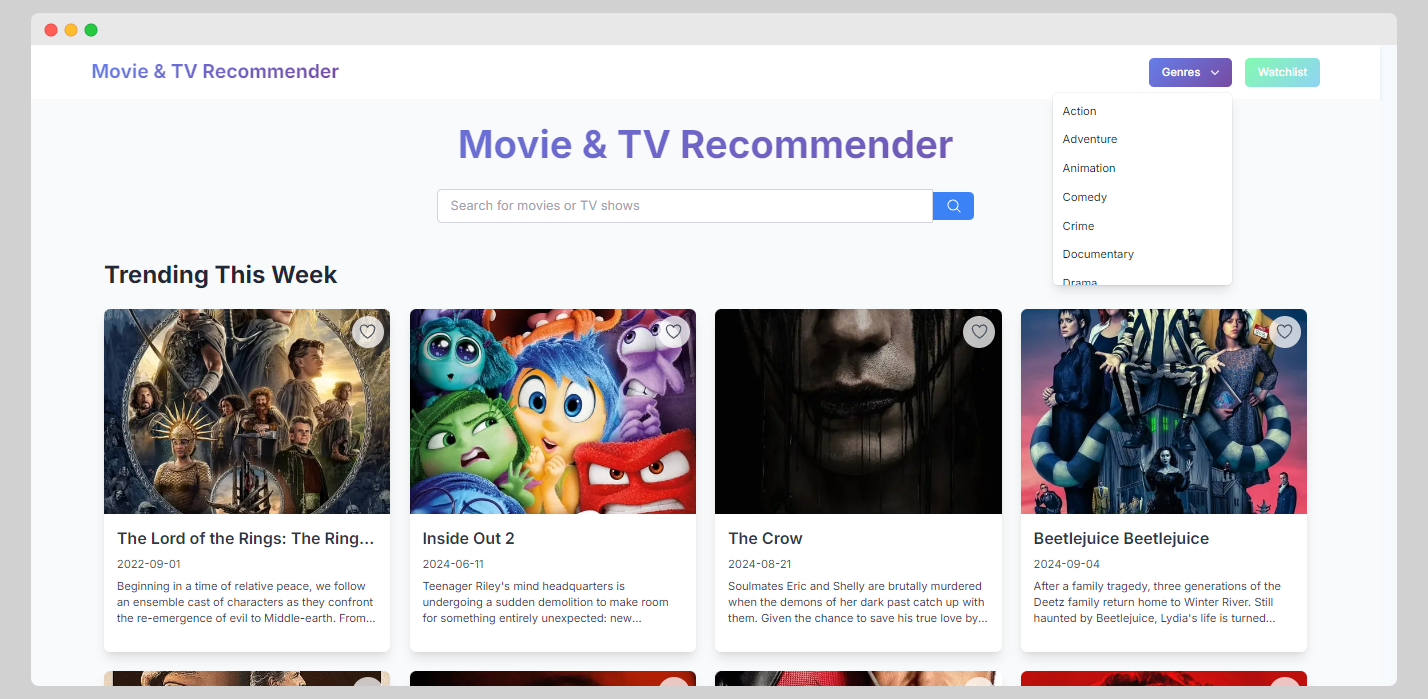 Movie & TV Recommender
Genres
Watchlist
Action
Adventure
Animation
Comedy
Crime
Documentary
Drama
Movie & TV Recommender
Search for movies or TV shows
Trending This Week
The Lord of the Rings: The Ring...
2022-09-01
Beginning in a time of relative peace, we follow
an ensemble cast of characters as they confront
the re-emergence of evil to Middle-earth. From...
Inside Out 2
2024-06-11
Teenager Riley's mind headquarters is
undergoing a sudden demolition to make room
for something entirely unexpected: new...
The Crow
2024-08-21
Soulmates Eric and Shelly are brutally murdered
when the demons of her dark past catch up with
them. Given the chance to save his true love by...
Beetlejuice Beetlejuice
2024-09-04
After a family tragedy, three generations of the
Deetz family return home to Winter River. Still
haunted by Beetlejuice, Lydia's life is turned...